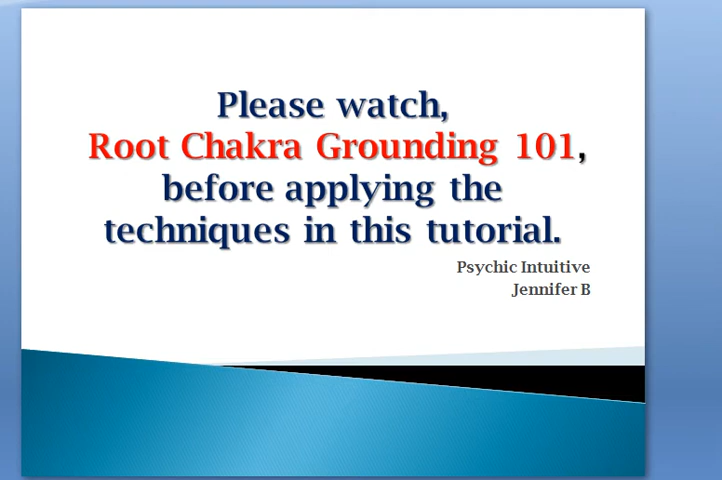 Please watch,
Root Chakra Grounding 101,
before applying the
techniques in this tutorial.
Psychic Intuitive
Jennifer B